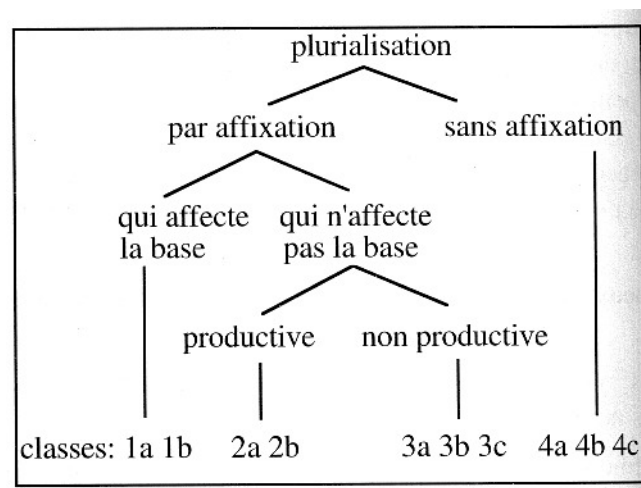 plurialisation
par affixation sans affixation
qui affecte qui n'affecte
la base pas la base
productive non productive
classes: 1a 1b 2a 2b 3a 3b 3c 4a 4b 4c